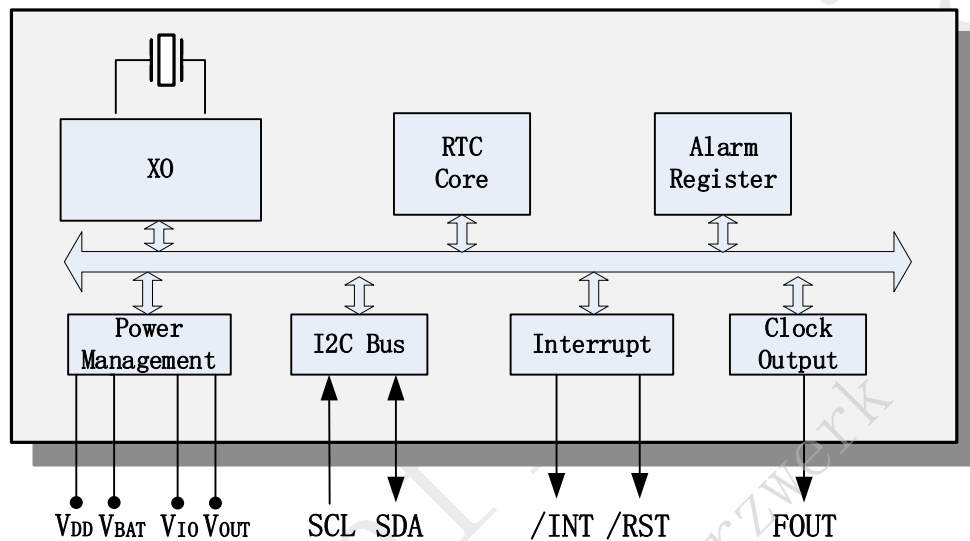 XO
RTC
Core
Alarm
Register
Power
Management
I2C Bus
Interrupt
Clock
Output
VDD VBAT VIO VOUT SCL SDA /INT /RST FOUT